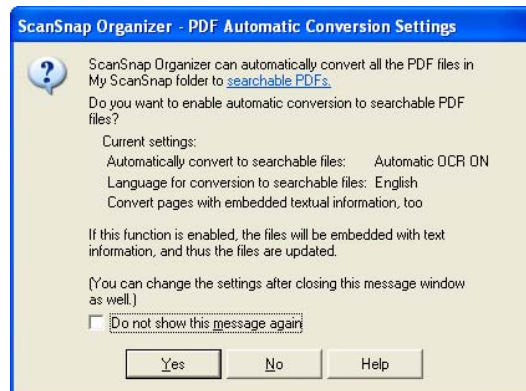 ScanSnap Organizer - PDF Automatic Conversion Settings
ScanSnap Organizer can automatically convert all the PDF files in
My ScanSnap folder to searchable PDFs.
Do you want to enable automatic conversion to searchable PDF
files?
Current settings:
Automatically convert to searchable files: Automatic OCR ON
Language for conversion to searchable files: English
Convert pages with embedded textual information, too
If this function is enabled, the files will be embedded with text
information, and thus the files are updated.
(You can change the settings after closing this message window
as well.)
Do not show this message again
Yes No Help